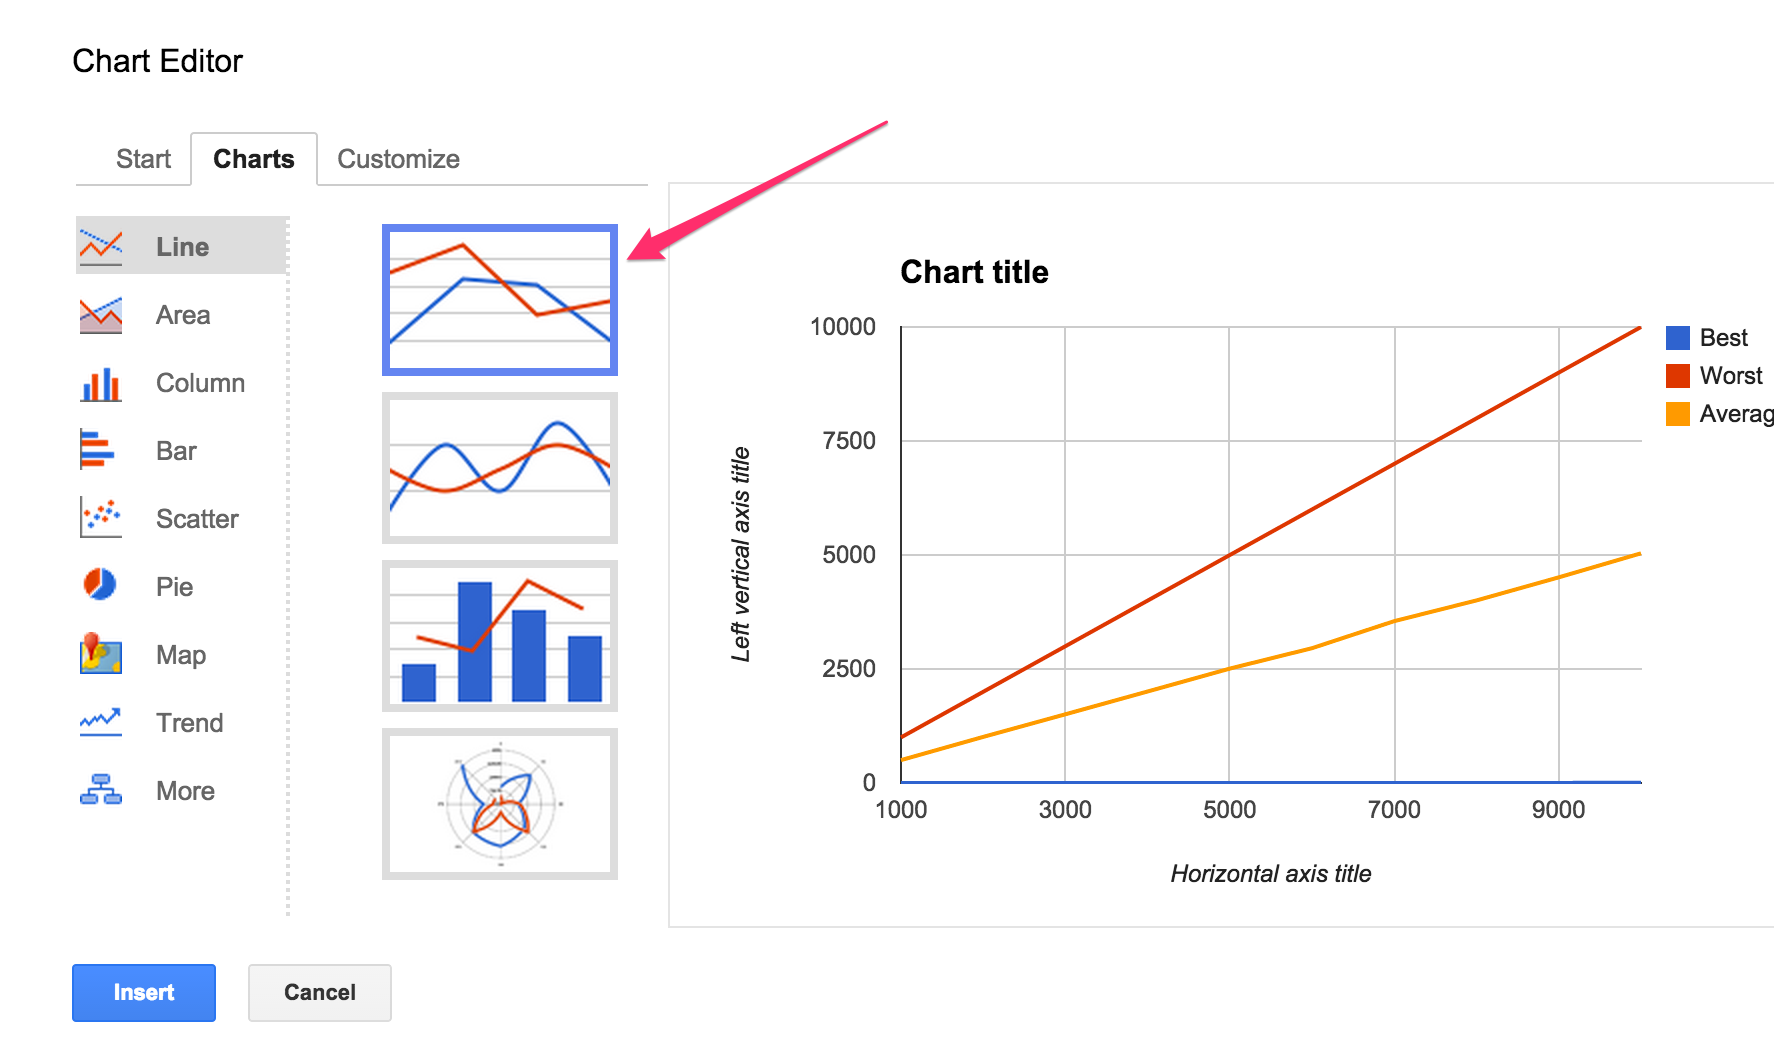 Chart Editor
Start
Charts
Customize
Line
Area
Column
Bar
Scatter
Pie
Map
Trend
More
Chart title
10000
7500
5000
2500
0
Left vertical axis title
1000 3000 5000 7000 9000
Horizontal axis title
Best
Worst
Averag
Insert
Cancel